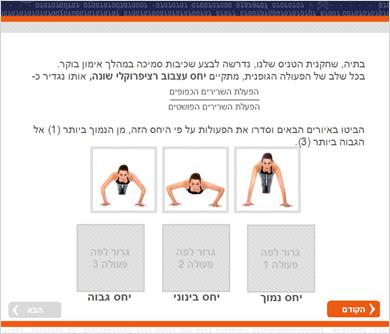 בתיה, שחקנית הטניס שלנו, נדרשה לבצע שכיבות סמיכה במהלך אימון בוקר.
בכל שלב של הפעולה הגופנית, מתקיים יחס עצבוב רציפרוקלי שונה, אותו נגדיר כ-
הפעלת השרירים הכפופים
הפעלת השרירים הפושטים
הביטו באיורים הבאים וסדרו את הפעולות על פי היחס הזה, מן הנמוך ביותר (1) אל
הגבוה ביותר (3).
גרור לפה
פעולה 1
גרור לפה
פעולה 2
גרור לפה
פעולה 3
יחס נמוך
יחס בינוני
יחס גבוה
הקודם
הבא